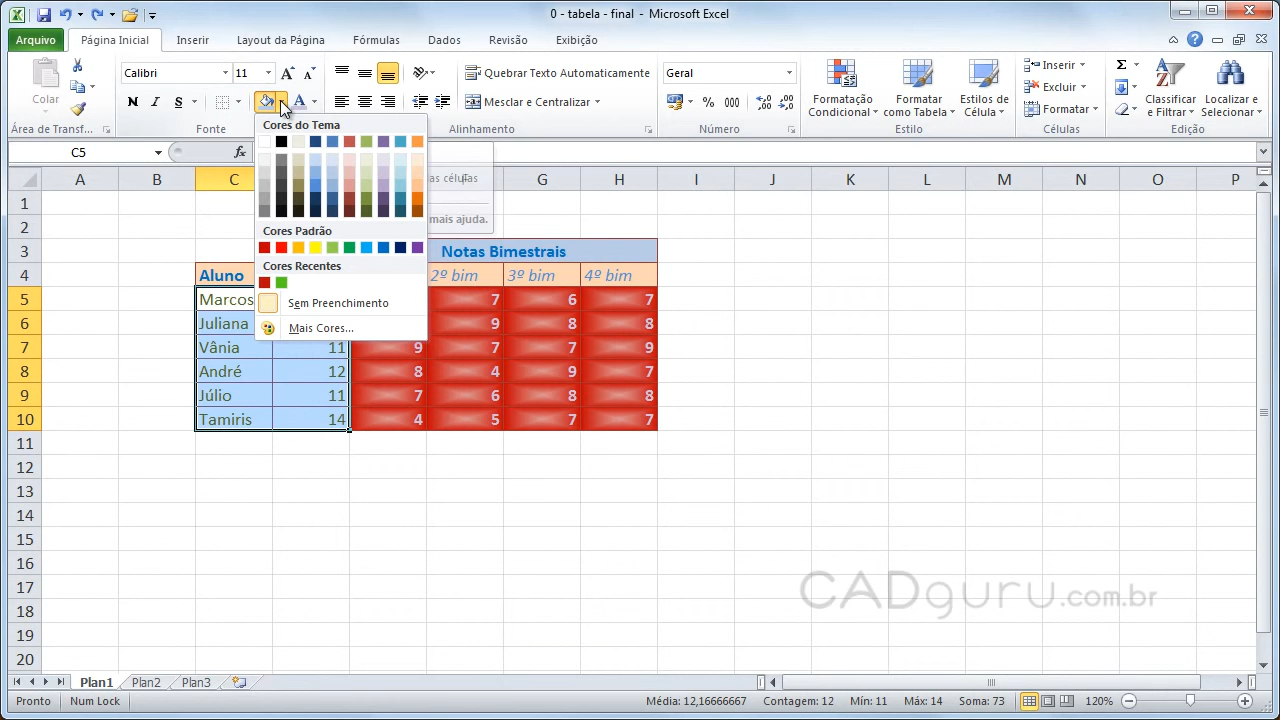 0 - tabela - final - Microsoft Excel
Arquivo Página Inicial Inserir Layout da Página Fórmulas Dados Revisão Exibição
Colar
Calibri 11
N I S
Quebrar Texto Automaticamente
Mesclar e Centralizar
Geral
% 000
Formatação Condicional
Formatar como Tabela
Estilos de Célula
Inserir
Excluir
Formatar
Classificar e Filtrar
Localizar e Selecionar
Área de Transf... Fonte Alinhamento Número Estilo Células Edição
C5 fx
Cores do Tema
Cores Padrão
Cores Recentes
Sem Preenchimento
Mais Cores...
as células
mais ajuda.
A B C F G H I J K L M N O P
1
2
3 Notas Bimestrais
4 Aluno 2º bim 3º bim 4º bim
5 Marcos 7 6 7
6 Juliana 9 8 8
7 Vânia 11 9 7 7 9
8 André 12 8 4 9 7
9 Júlio 11 7 6 8 8
10 Tamiris 14 4 5 7 7
11
12
13
14
15
16
17
18
19
20
CADguru.com.br
Plan1 Plan2 Plan3
Pronto Num Lock Média: 12,16666667 Contagem: 12 Mín: 11 Máx: 14 Soma: 73 120%